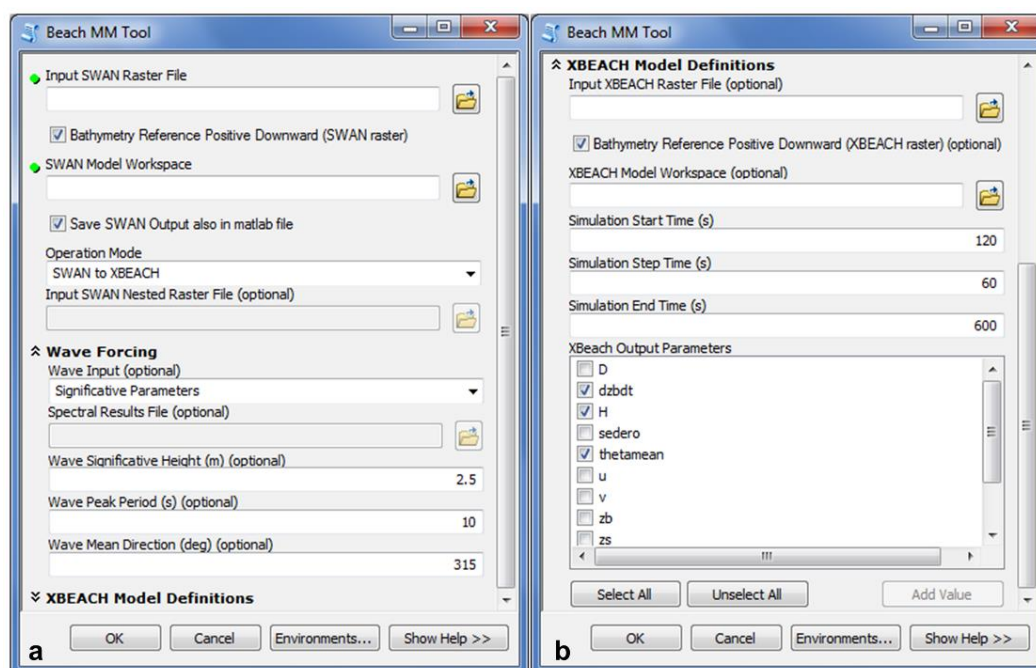 Beach MM Tool
Input SWAN Raster File
Bathymetry Reference Positive Downward (SWAN raster)
SWAN Model Workspace
Save SWAN Output also in matlab file
Operation Mode
SWAN to XBEACH
Input SWAN Nested Raster File (optional)
Wave Forcing
Wave Input (optional)
Significative Parameters
Spectral Results File (optional)
Wave Significative Height (m) (optional)
2.5
Wave Peak Period (s) (optional)
10
Wave Mean Direction (deg) (optional)
315
XBEACH Model Definitions
OK Cancel Environments... Show Help >>
a
Beach MM Tool
XBEACH Model Definitions
Input XBEACH Raster File (optional)
Bathymetry Reference Positive Downward (XBEACH raster) (optional)
XBEACH Model Workspace (optional)
Simulation Start Time (s)
120
Simulation Step Time (s)
60
Simulation End Time (s)
600
XBeach Output Parameters
D
dzbdt
H
sedero
thetamean
u
v
zb
zs
Select All Unselect All Add Value
OK Cancel Environments... Show Help >>
b